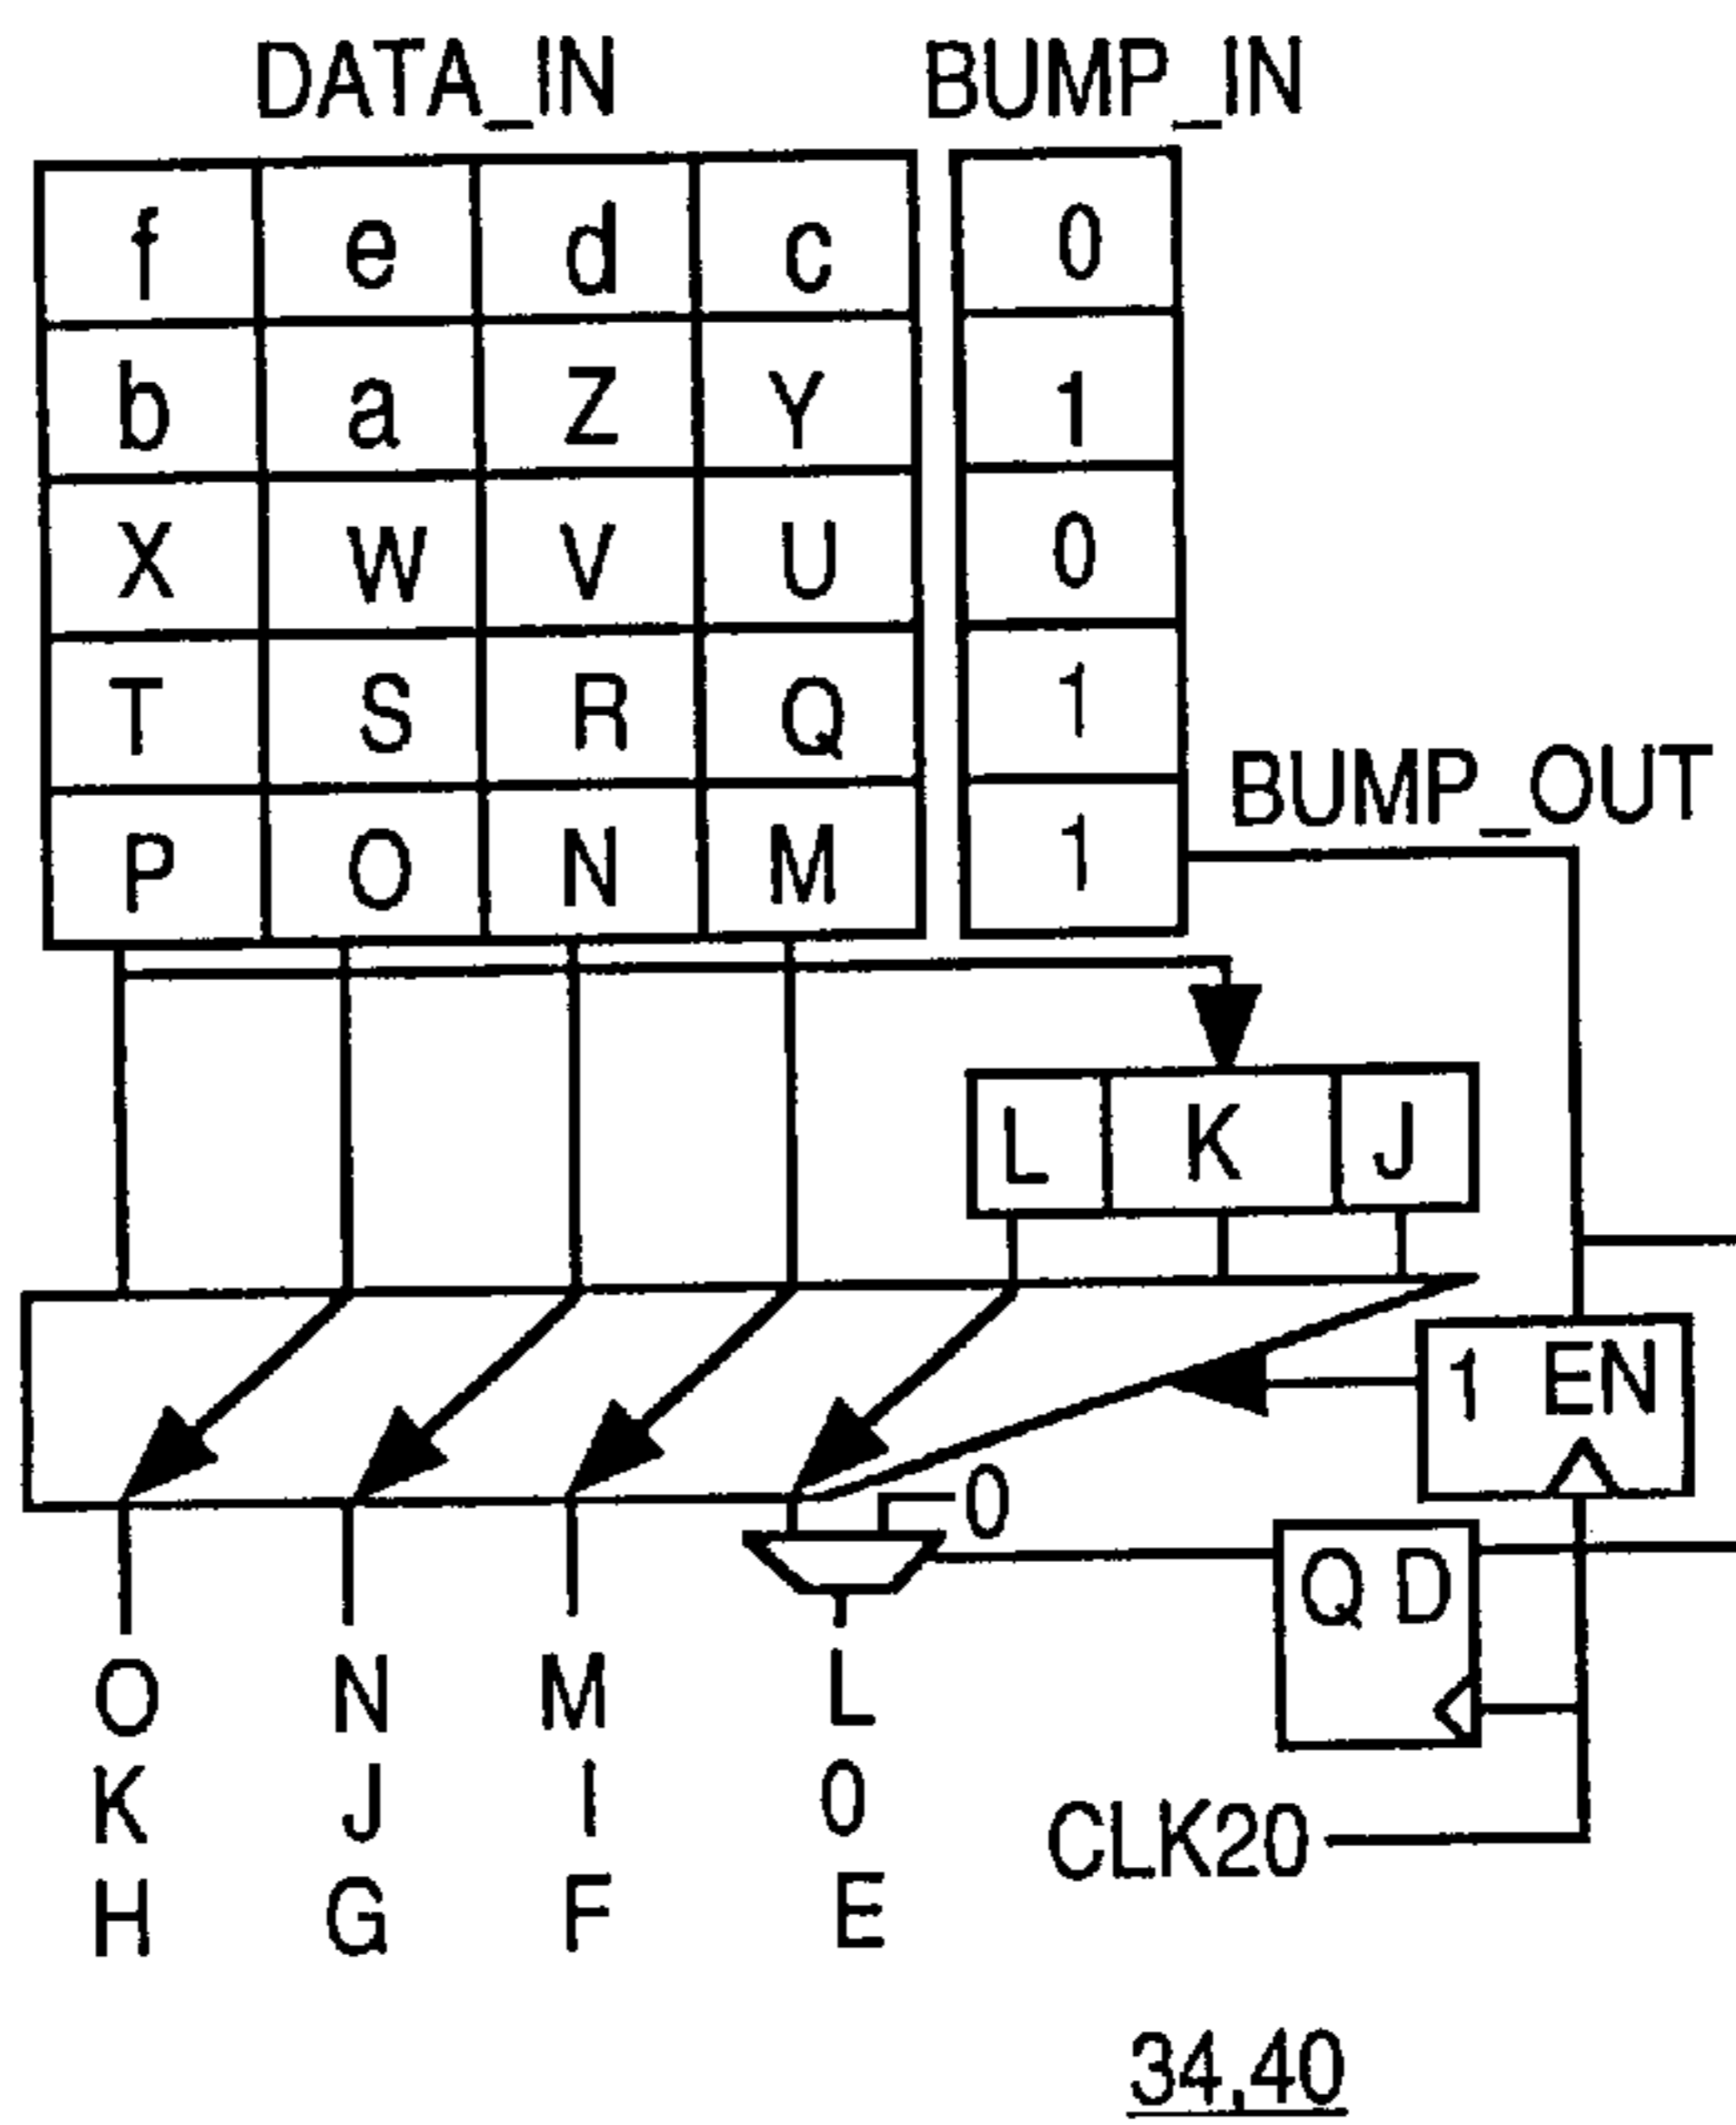 DATA_IN BUMP_IN
f e d c 0
b a Z Y 1
X W V U 0
T S R Q 1
BUMP_OUT
P O N M 1
L K J
1 EN
0
Q D
O N M L
K J I 0
CLK20
H G F E
34,40